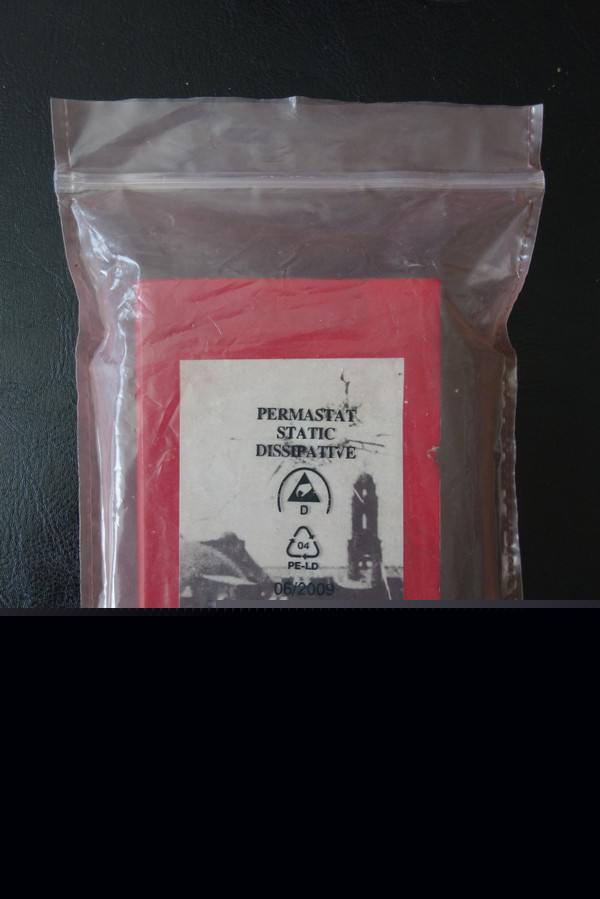 PERMASTAT
STATIC
DISSIPATIVE
D
04
PE-LD
06/2009